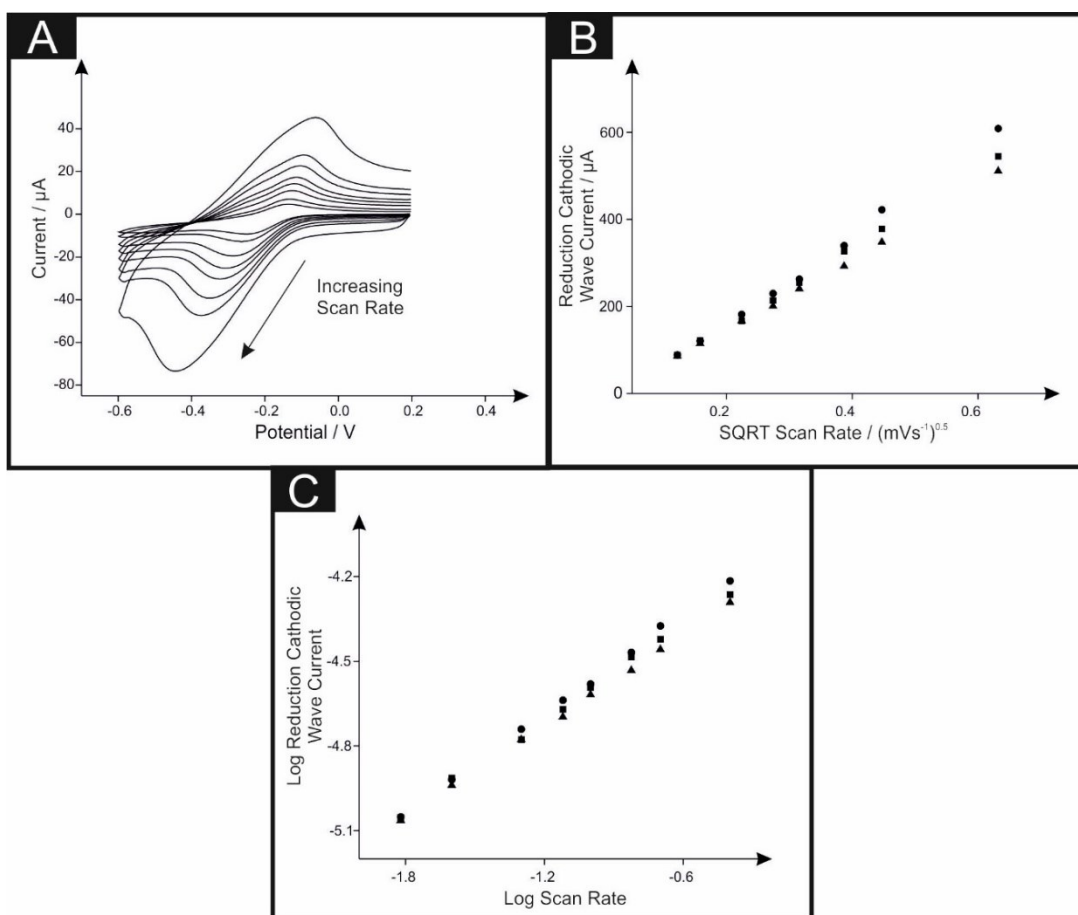 A
40
20
0
-20
-40
-60
-80
Current / µA
-0.6 -0.4 -0.2 0.0 0.2 0.4
Potential / V
Increasing
Scan Rate
B
600
400
200
0
Reduction Cathodic
Wave Current / µA
0.2 0.4 0.6
SQRT Scan Rate / (mVs⁻¹)⁰·⁵
C
-4.2
-4.5
-4.8
-5.1
Log Reduction Cathodic
Wave Current
-1.8 -1.2 -0.6
Log Scan Rate